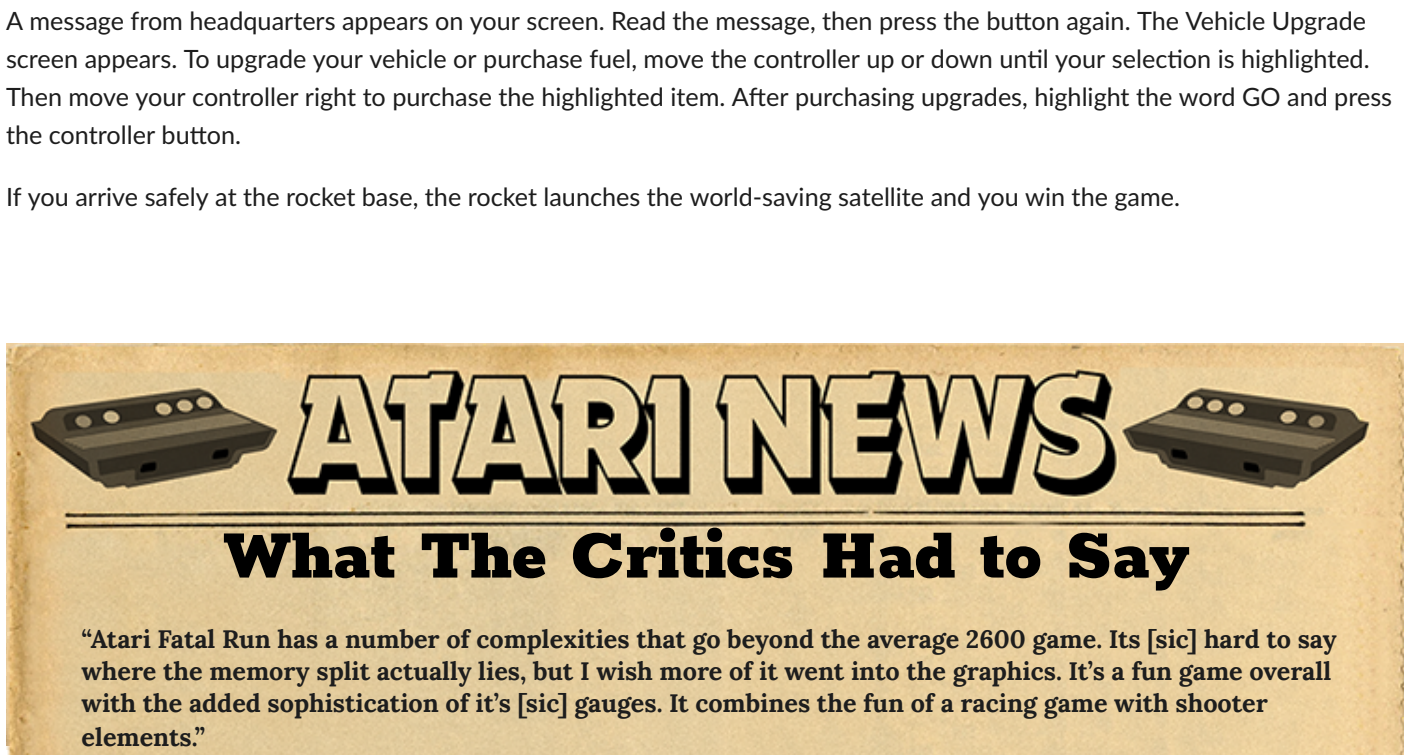 A message from headquarters appears on your screen. Read the message, then press the button again. The Vehicle Upgrade
screen appears. To upgrade your vehicle or purchase fuel, move the controller up or down until your selection is highlighted.
Then move your controller right to purchase the highlighted item. After purchasing upgrades, highlight the word GO and press
the controller button.
If you arrive safely at the rocket base, the rocket launches the world-saving satellite and you win the game.
ATARI NEWS
What The Critics Had to Say
“Atari Fatal Run has a number of complexities that go beyond the average 2600 game. Its [sic] hard to say
where the memory split actually lies, but I wish more of it went into the graphics. It’s a fun game overall
with the added sophistication of it’s [sic] gauges. It combines the fun of a racing game with shooter
elements.”